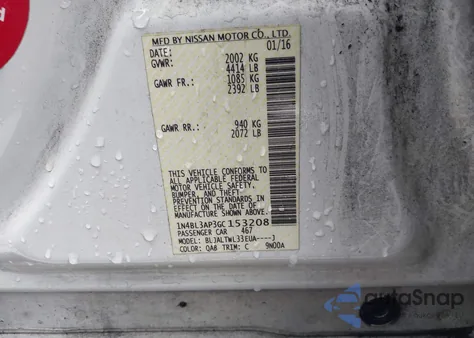 MFD BY NISSAN MOTOR CO., LTD.
DATE: 01/16
GVWR: 2002 KG
4414 LB
GAWR FR.: 1085 KG
2392 LB
GAWR RR.: 940 KG
2072 LB
THIS VEHICLE CONFORMS TO
ALL APPLICABLE FEDERAL
MOTOR VEHICLE SAFETY,
BUMPER, AND THEFT
PREVENTION STANDARDS IN
EFFECT ON THE DATE OF
MANUFACTURE SHOWN ABOVE.
1N4BL3AP3GC153208
PASSENGER CAR 467
MODEL: BLJALTWL33EUA----J
COLOR: QAB TRIM: C 9N00A
autoSnap